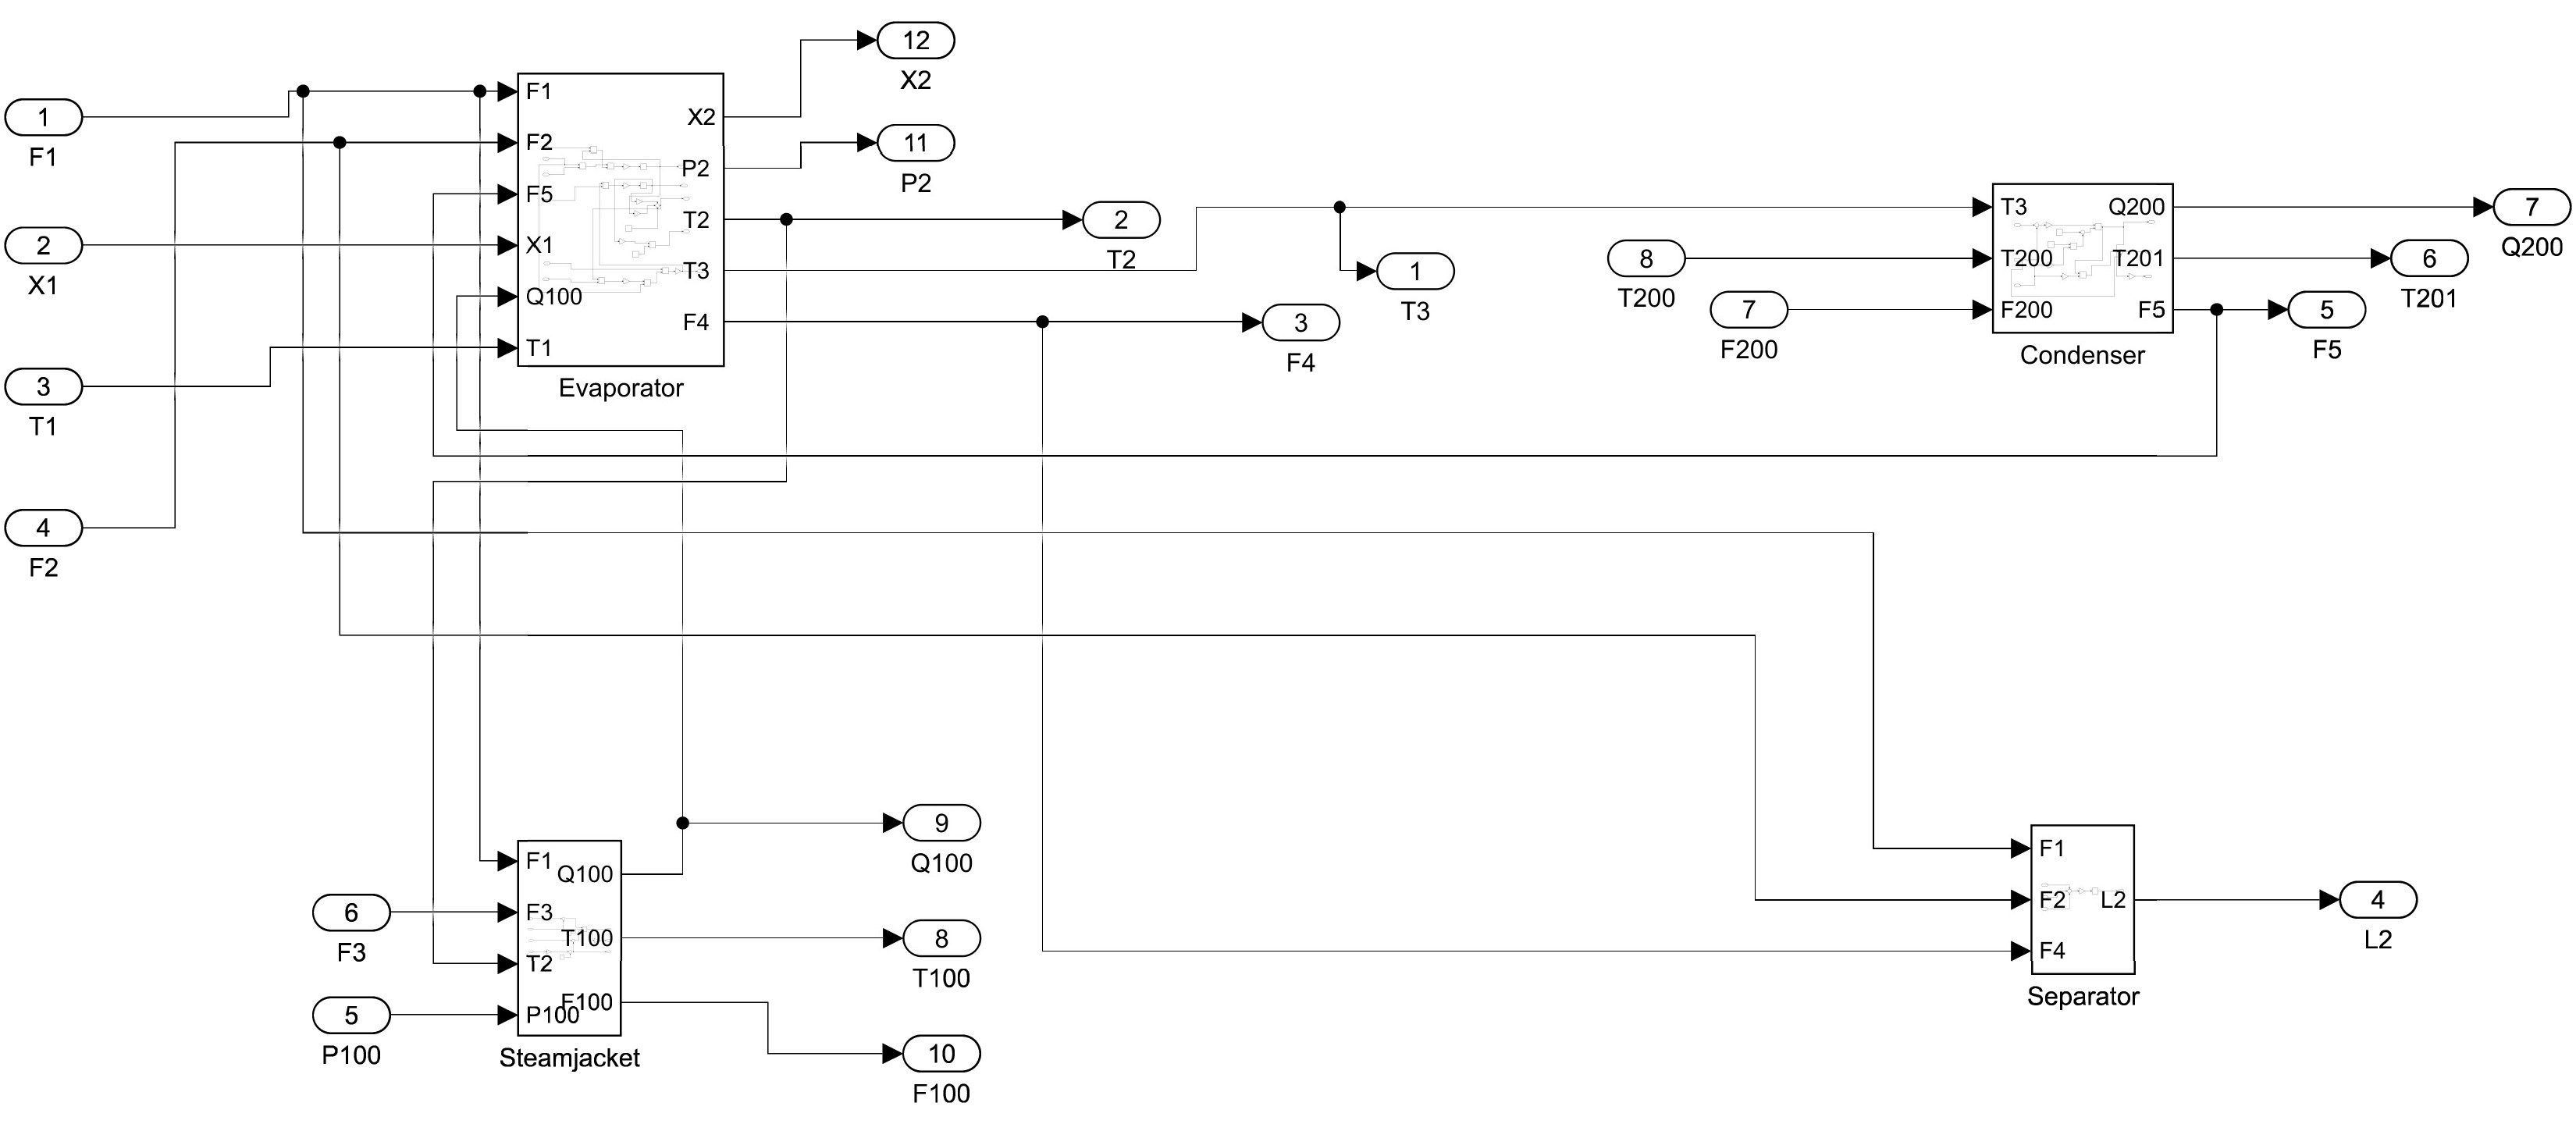 12
X2
1
F1
11
P2
2
X1
3
T1
4
F2
F1
F2
F5
X1
Q100
T1
X2
P2
T2
T3
F4
Evaporator
2
T2
1
T3
3
F4
8
T200
7
F200
T3
T200
F200
Q200
T201
F5
Condenser
7
Q200
6
T201
5
F5
6
F3
5
P100
F1
F3
T2
P100
Q100
T100
F100
Steamjacket
9
Q100
8
T100
10
F100
F1
F2
F4
L2
Separator
4
L2